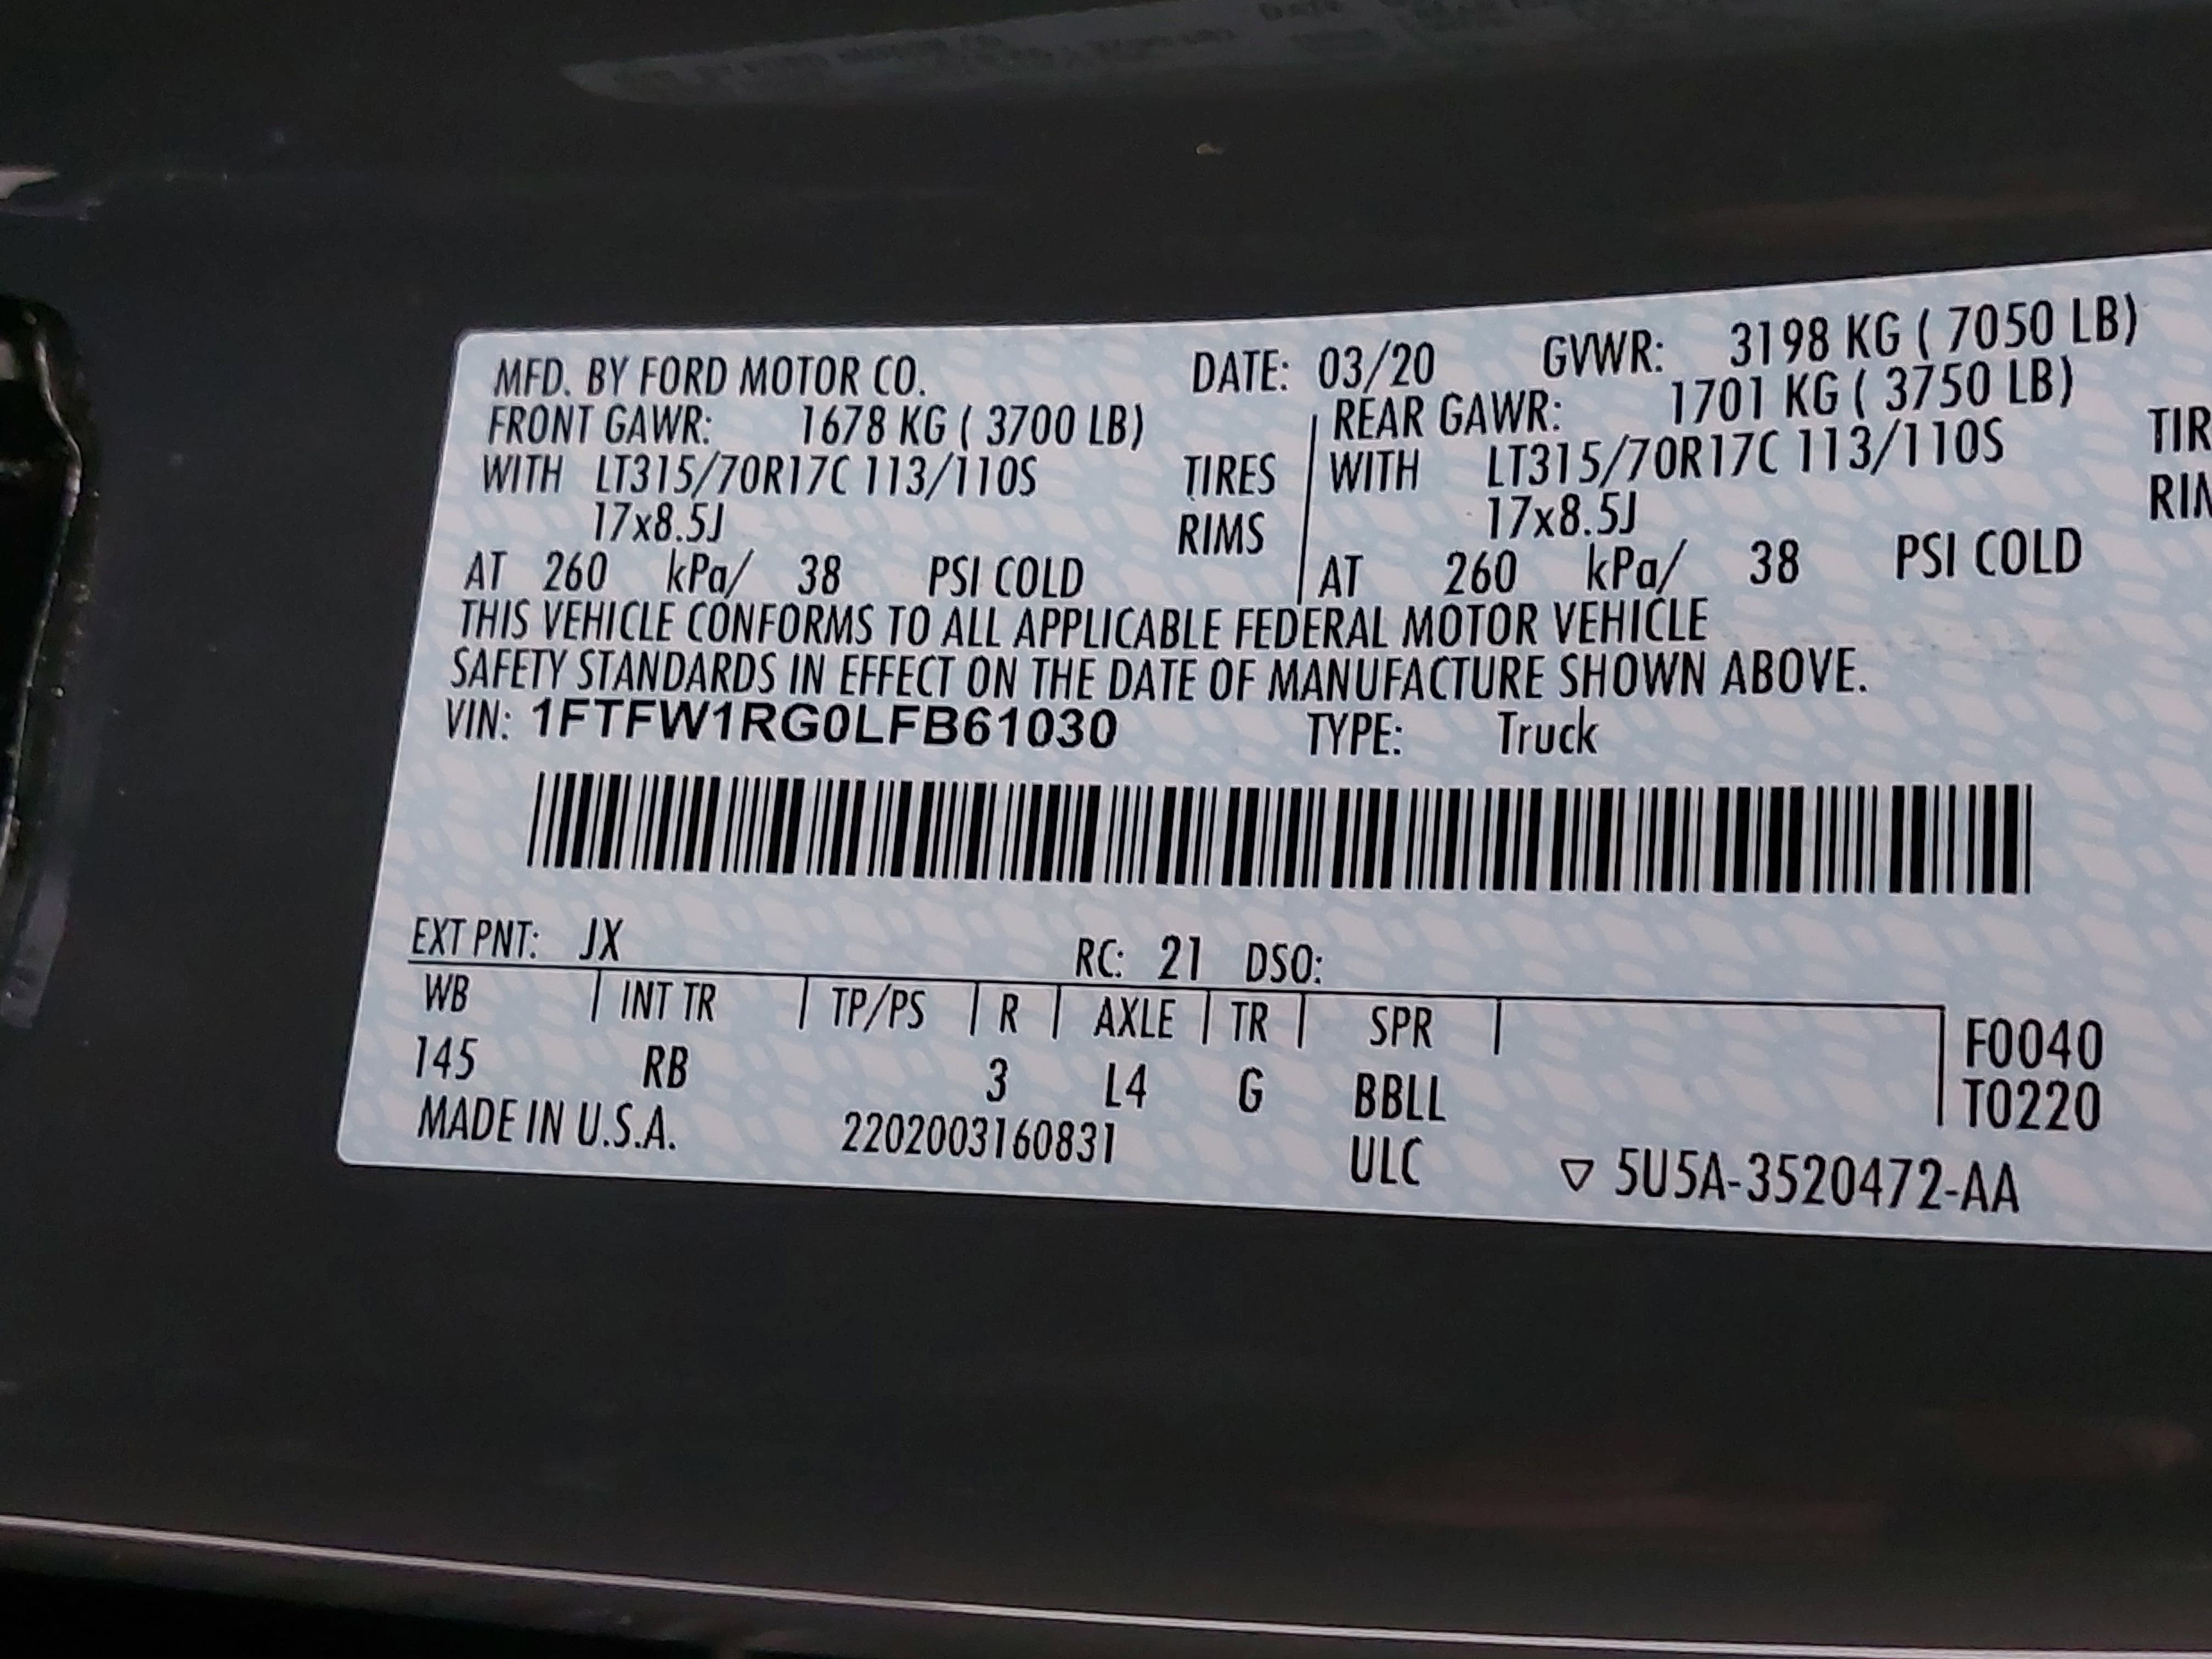 MFD. BY FORD MOTOR CO. DATE: 03/20 GVWR: 3198 KG ( 7050 LB)
FRONT GAWR: 1678 KG ( 3700 LB) REAR GAWR: 1701 KG ( 3750 LB)
WITH LT315/70R17C 113/110S TIRES WITH LT315/70R17C 113/110S TIR
17x8.5J RIMS 17x8.5J RIM
AT 260 kPa/ 38 PSI COLD AT 260 kPa/ 38 PSI COLD
THIS VEHICLE CONFORMS TO ALL APPLICABLE FEDERAL MOTOR VEHICLE
SAFETY STANDARDS IN EFFECT ON THE DATE OF MANUFACTURE SHOWN ABOVE.
VIN: 1FTFW1RG0LFB61030 TYPE: Truck
EXT PNT: JX RC: 21 DSO:
WB INT TR TP/PS R AXLE TR SPR F0040
145 RB 3 L4 G BBLL T0220
MADE IN U.S.A. 2202003160831 ULC ▽ 5U5A-3520472-AA